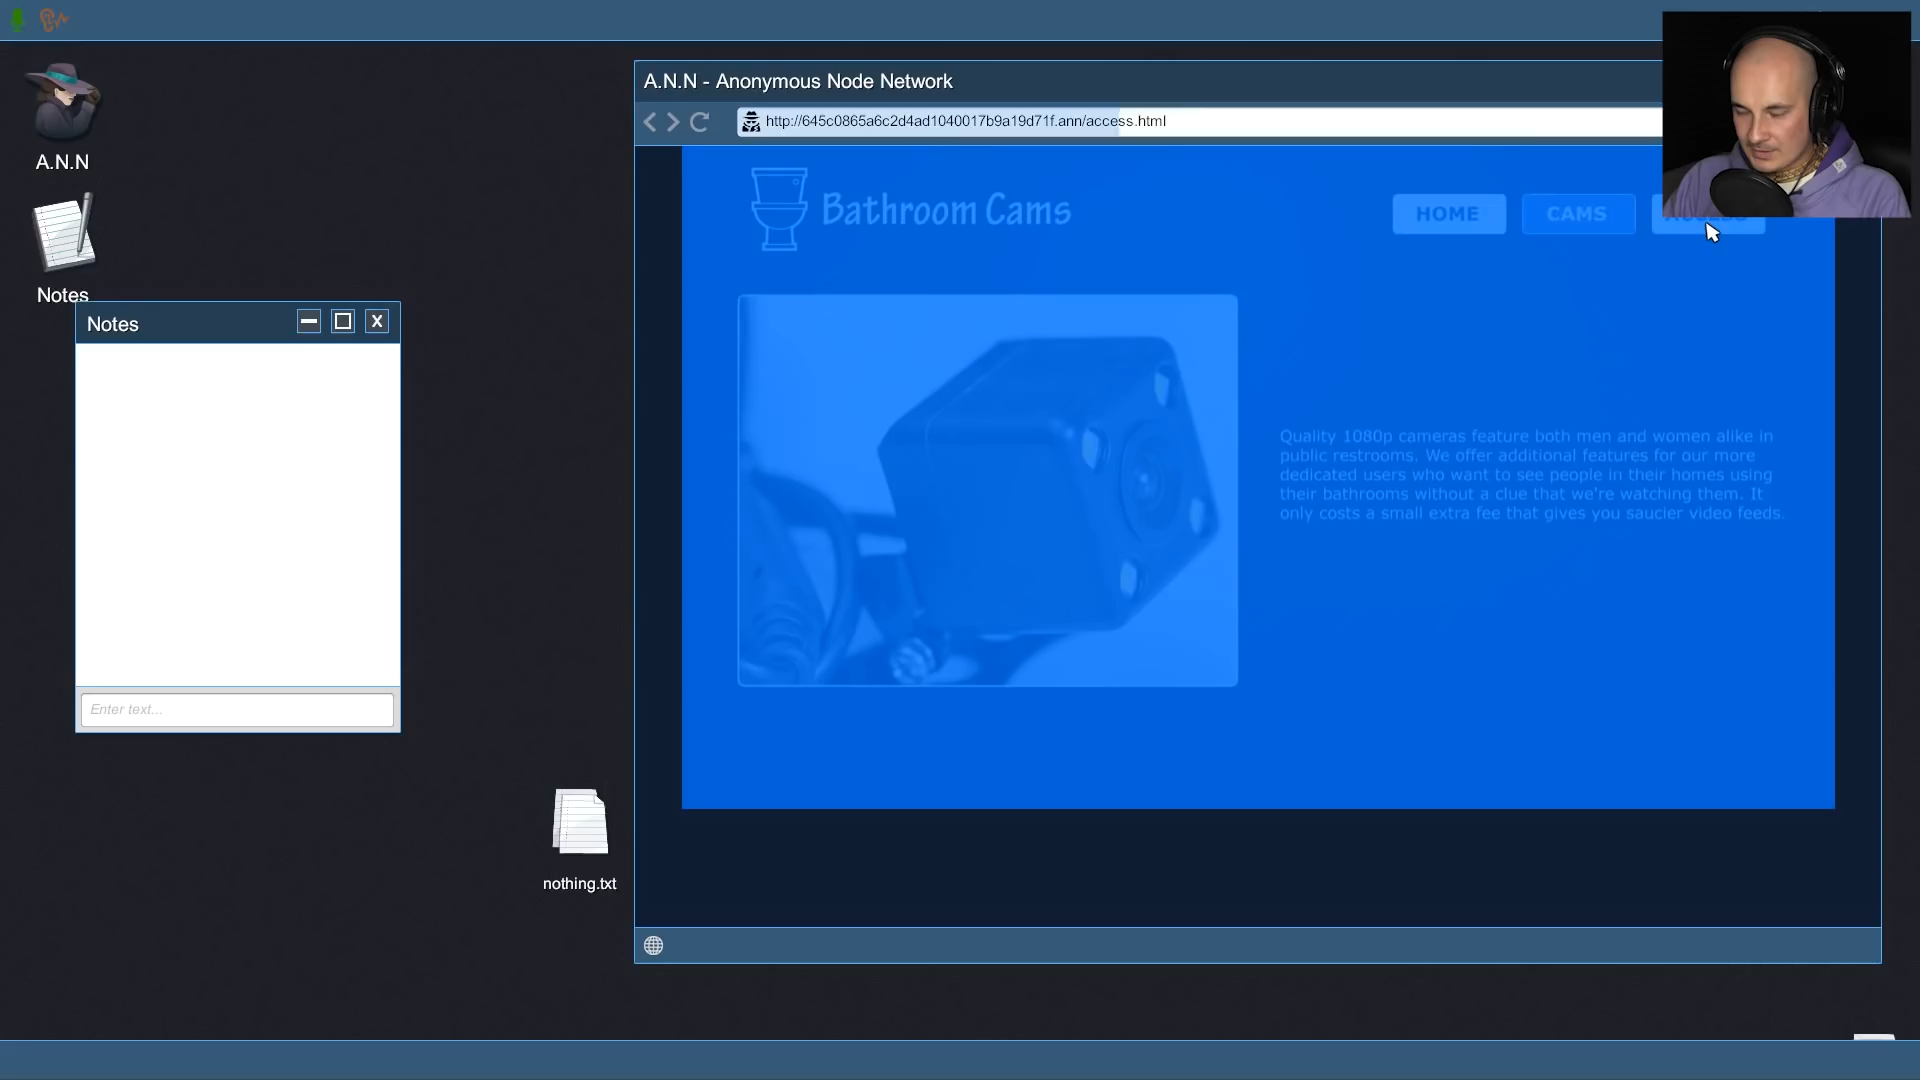 A.N.N - Anonymous Node Network
http://645c0865a6c2d4ad1040017b9a19d71f.ann/access.html
A.N.N
Notes
Notes
X
Enter text...
nothing.txt
Bathroom Cams
HOME
CAMS
Quality 1080p cameras feature both men and women alike in
public restrooms. We offer additional features for our more
dedicated users who want to see people in their homes using
their bathrooms without a clue that we're watching them. It
only costs a small extra fee that gives you saucier video feeds.